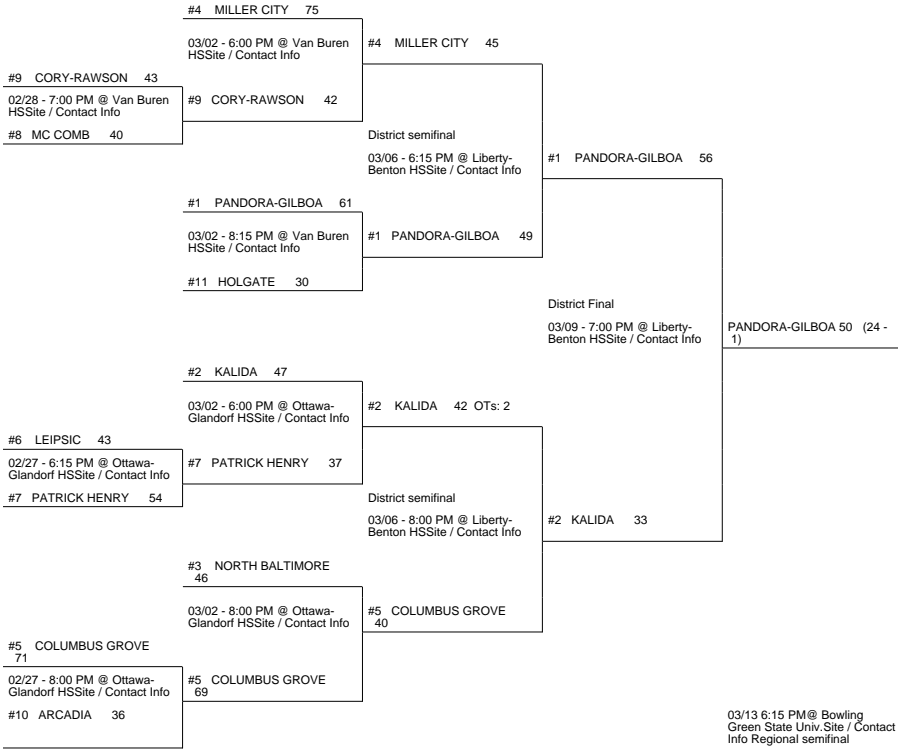 #4 MILLER CITY 75
03/02 - 6:00 PM @ Van Buren
HSSite / Contact Info
#4 MILLER CITY 45
#9 CORY-RAWSON 43
02/28 - 7:00 PM @ Van Buren
HSSite / Contact Info
#9 CORY-RAWSON 42
#8 MC COMB 40
District semifinal
03/06 - 6:15 PM @ Liberty-
Benton HSSite / Contact Info
#1 PANDORA-GILBOA 56
#1 PANDORA-GILBOA 61
03/02 - 8:15 PM @ Van Buren
HSSite / Contact Info
#1 PANDORA-GILBOA 49
#11 HOLGATE 30
District Final
03/09 - 7:00 PM @ Liberty-
Benton HSSite / Contact Info
PANDORA-GILBOA 50 (24 -
1)
#2 KALIDA 47
03/02 - 6:00 PM @ Ottawa-
Glandorf HSSite / Contact Info
#2 KALIDA 42 OTs: 2
#6 LEIPSIC 43
02/27 - 6:15 PM @ Ottawa-
Glandorf HSSite / Contact Info
#7 PATRICK HENRY 37
#7 PATRICK HENRY 54
District semifinal
03/06 - 8:00 PM @ Liberty-
Benton HSSite / Contact Info
#2 KALIDA 33
#3 NORTH BALTIMORE
46
03/02 - 8:00 PM @ Ottawa-
Glandorf HSSite / Contact Info
#5 COLUMBUS GROVE
40
#5 COLUMBUS GROVE
71
02/27 - 8:00 PM @ Ottawa-
Glandorf HSSite / Contact Info
#5 COLUMBUS GROVE
69
#10 ARCADIA 36
03/13 6:15 PM@ Bowling
Green State Univ.Site / Contact
Info Regional semifinal